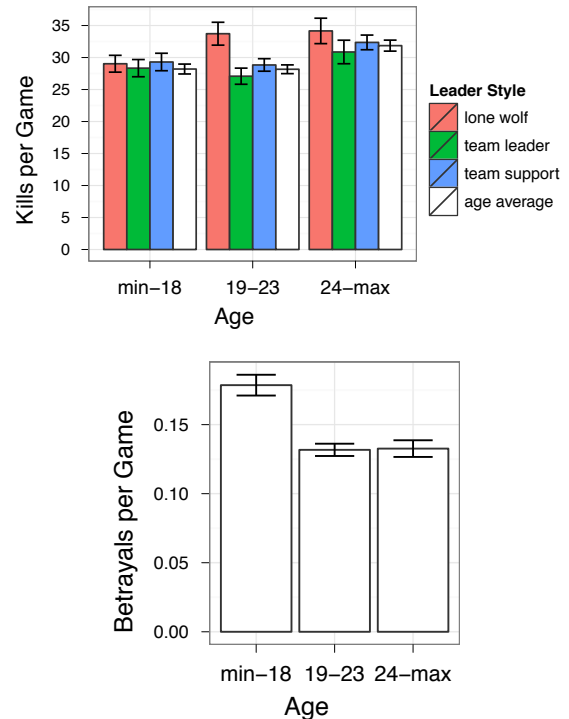 Kills per Game
35
30
25
20
15
10
5
0
min−18 19−23 24−max
Age
Leader Style
lone wolf
team leader
team support
age average
Betrayals per Game
0.15
0.10
0.05
0.00
min−18 19−23 24−max
Age